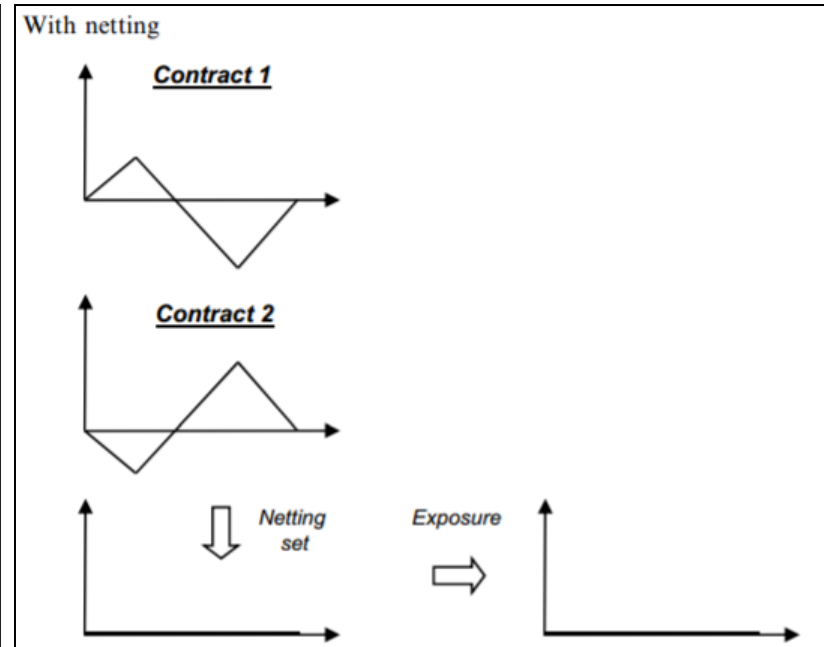 With netting
Contract 1
Contract 2
Netting
set
Exposure